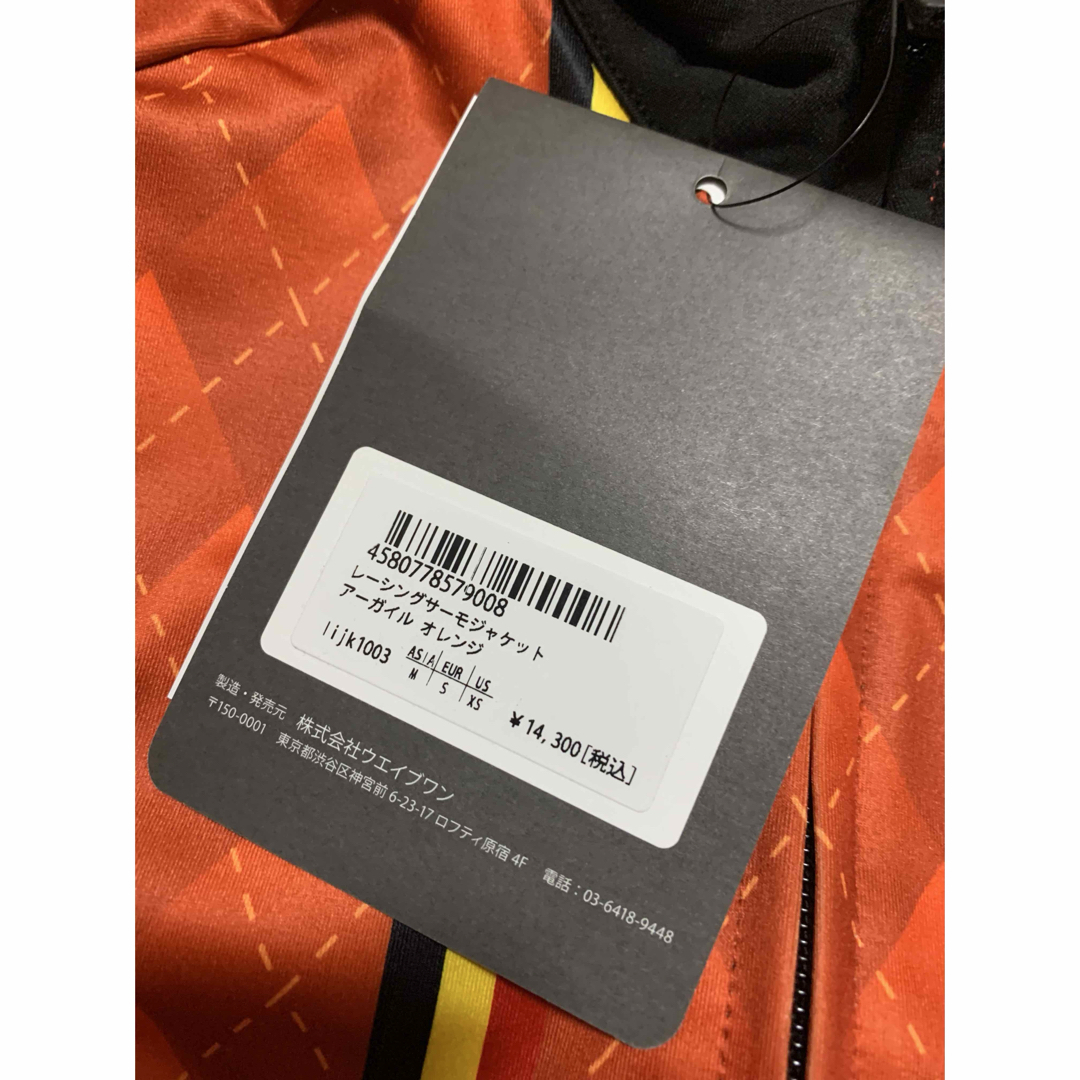 4580778579008
レーシングサーモジャケット
アーガイル オレンジ
lijk1003
ASIA EUR US
M S XS
¥14,300[税込]
製造・発売元 株式会社ウエイブワン
〒150-0001 東京都渋谷区神宮前 6-23-17 ロフティ原宿 4F 電話：03-6418-9448